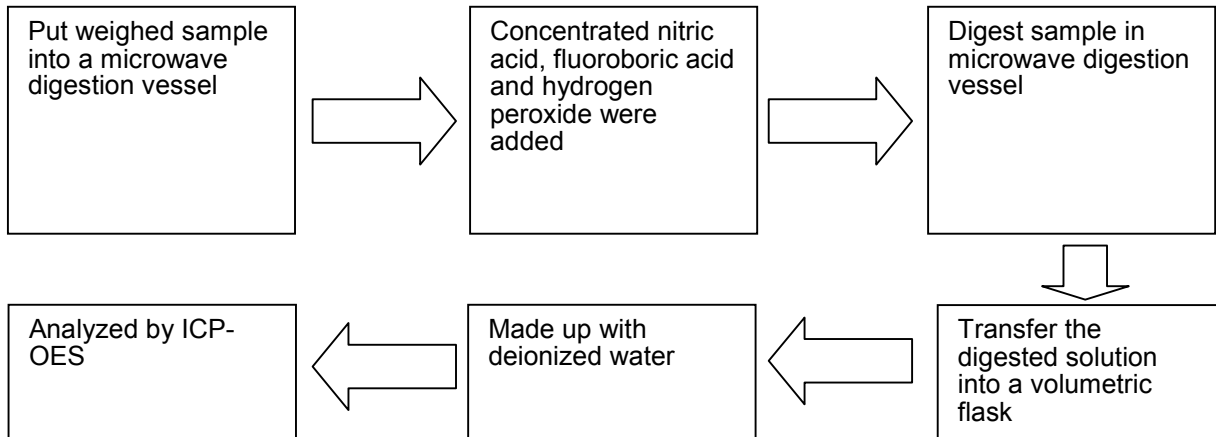 Put weighed sample
into a microwave
digestion vessel
Concentrated nitric
acid, fluoroboric acid
and hydrogen
peroxide were
added
Digest sample in
microwave digestion
vessel
Transfer the
digested solution
into a volumetric
flask
Made up with
deionized water
Analyzed by ICP-
OES